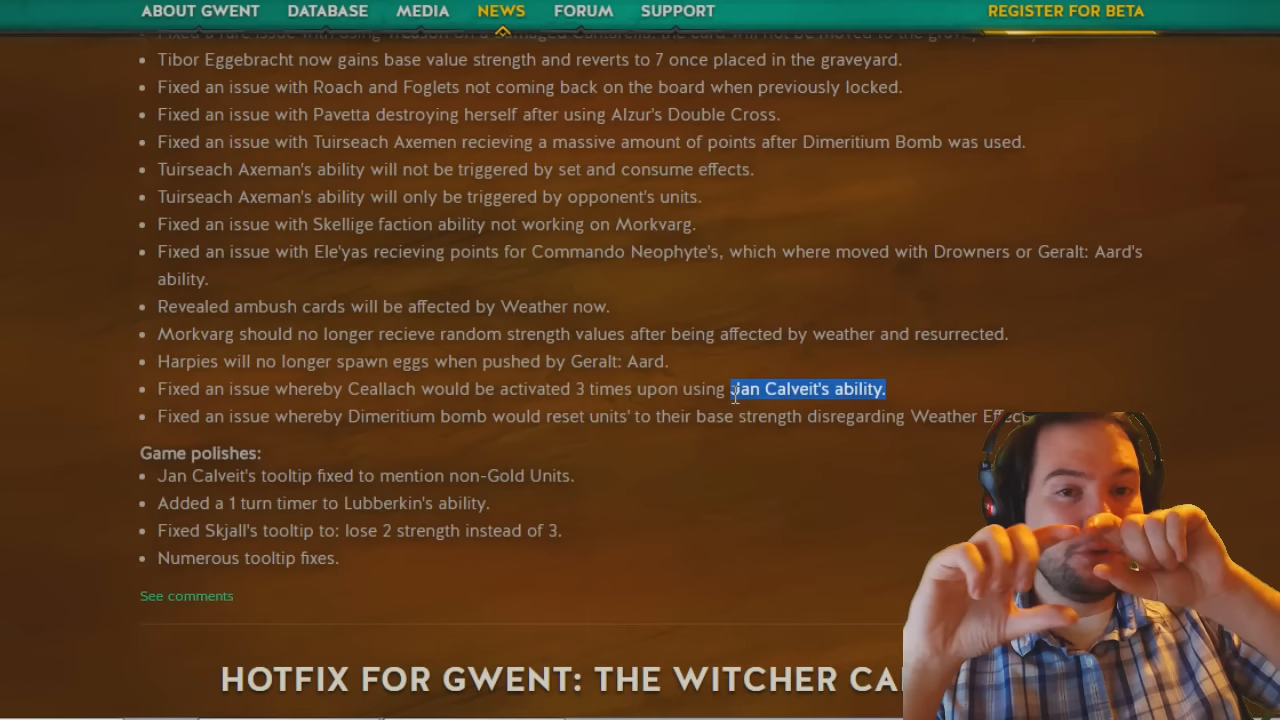 ABOUT GWENT DATABASE MEDIA NEWS FORUM SUPPORT REGISTER FOR BETA
Tibor Eggebracht now gains base value strength and reverts to 7 once placed in the graveyard.
Fixed an issue with Roach and Foglets not coming back on the board when previously locked.
Fixed an issue with Pavetta destroying herself after using Alzur's Double Cross.
Fixed an issue with Tuirseach Axemen recieving a massive amount of points after Dimeritium Bomb was used.
Tuirseach Axeman's ability will not be triggered by set and consume effects.
Tuirseach Axeman's ability will only be triggered by opponent's units.
Fixed an issue with Skellige faction ability not working on Morkvarg.
Fixed an issue with Ele'yas recieving points for Commando Neophyte's, which where moved with Drowners or Geralt: Aard's
ability.
Revealed ambush cards will be affected by Weather now.
Morkvarg should no longer recieve random strength values after being affected by weather and resurrected.
Harpies will no longer spawn eggs when pushed by Geralt: Aard.
Fixed an issue whereby Ceallach would be activated 3 times upon using Jan Calveit's ability.
Fixed an issue whereby Dimeritium bomb would reset units' to their base strength disregarding Weather
Game polishes:
Jan Calveit's tooltip fixed to mention non-Gold Units.
Added a 1 turn timer to Lubberkin's ability.
Fixed Skjall's tooltip to: lose 2 strength instead of 3.
Numerous tooltip fixes.
See comments
HOTFIX FOR GWENT: THE WITCHER